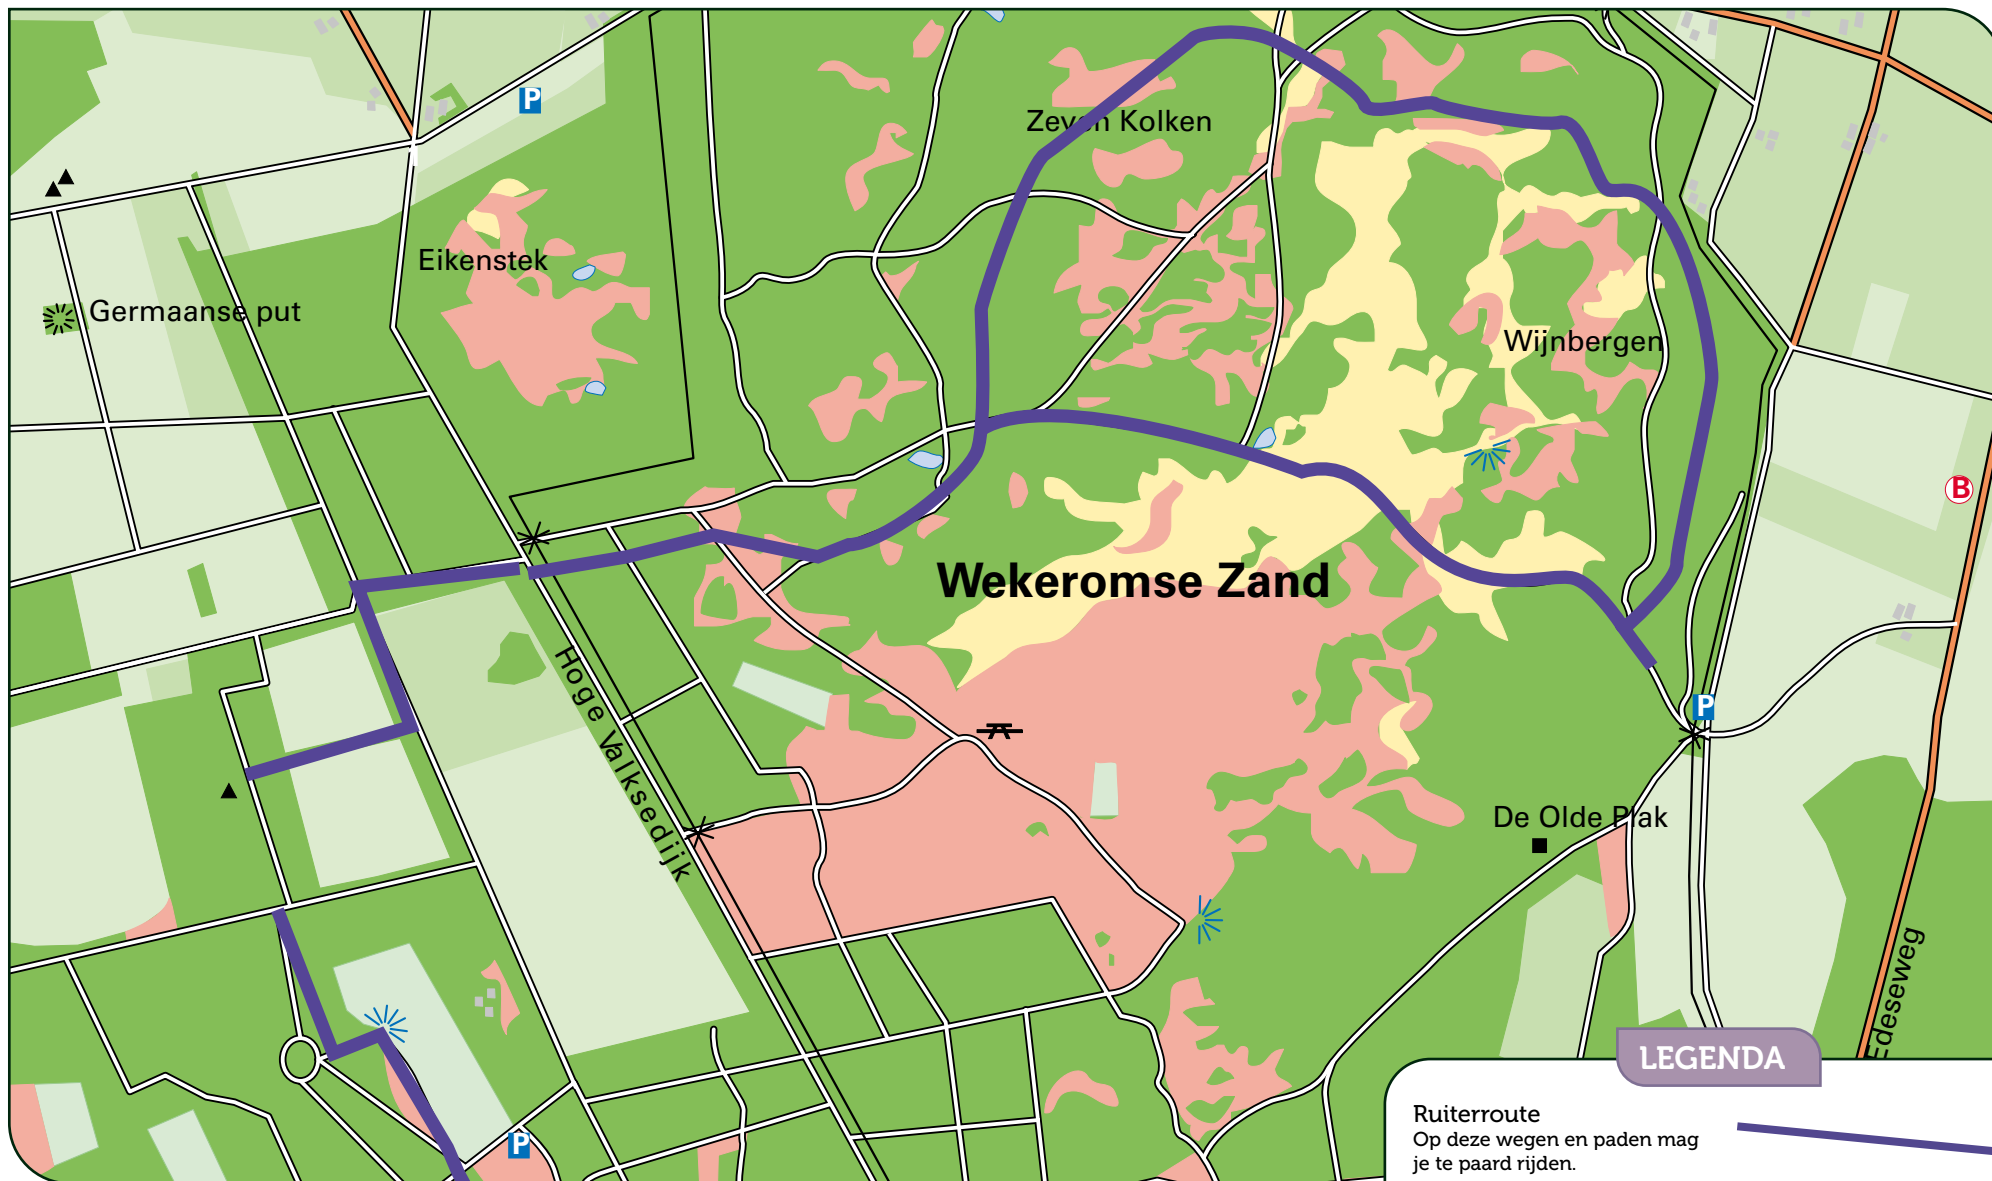 P
Zeven Kolken
Eikenstek
Germaanse put
Wijnbergen
B
Wekeromse Zand
Hoge Valksedijk
P
De Olde Plak
Edeseweg
P
LEGENDA
Ruiterroute
Op deze wegen en paden mag
je te paard rijden.